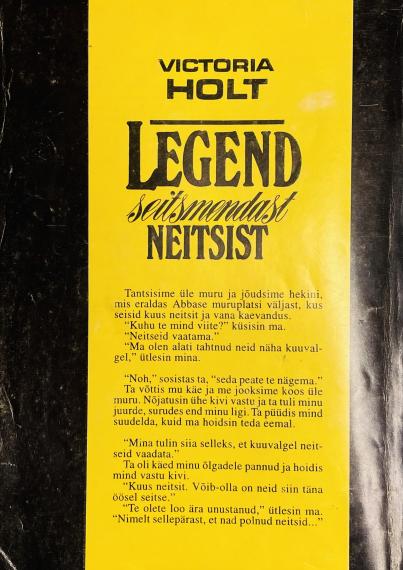 VICTORIA
HOLT
LEGEND
seitsmendast
NEITSIST
Tantsisime üle muru ja jõudsime hekini,
mis eraldas Abbase muruplatsi väljast, kus
seisid kuus neitsit ja vana kaevandus.
“Kuhu te mind viite?” küsisin ma.
“Neitseid vaatama.”
“Ma olen alati tahtnud neid näha kuuval-
gel,” ütlesin mina.
“Noh,” sosistas ta, “seda peate te nägema.”
Ta võttis mu käe ja me jooksime koos üle
muru. Nõjatusin ühe kivi vastu ja ta tuli minu
juurde, surudes end minu ligi. Ta püüdis mind
suudelda, kuid ma hoidsin teda eemal.
“Mina tulin siia selleks, et kuuvalgel neit-
seid vaadata.”
Ta oli käed minu õlgadele pannud ja hoidis
mind vastu kivi.
“Kuus neitsit. Võib-olla on neid siin täna
öösel seitse.”
“Te olete loo ära unustanud,” ütlesin ma.
“Nimelt sellepärast, et nad polnud neitsid...”